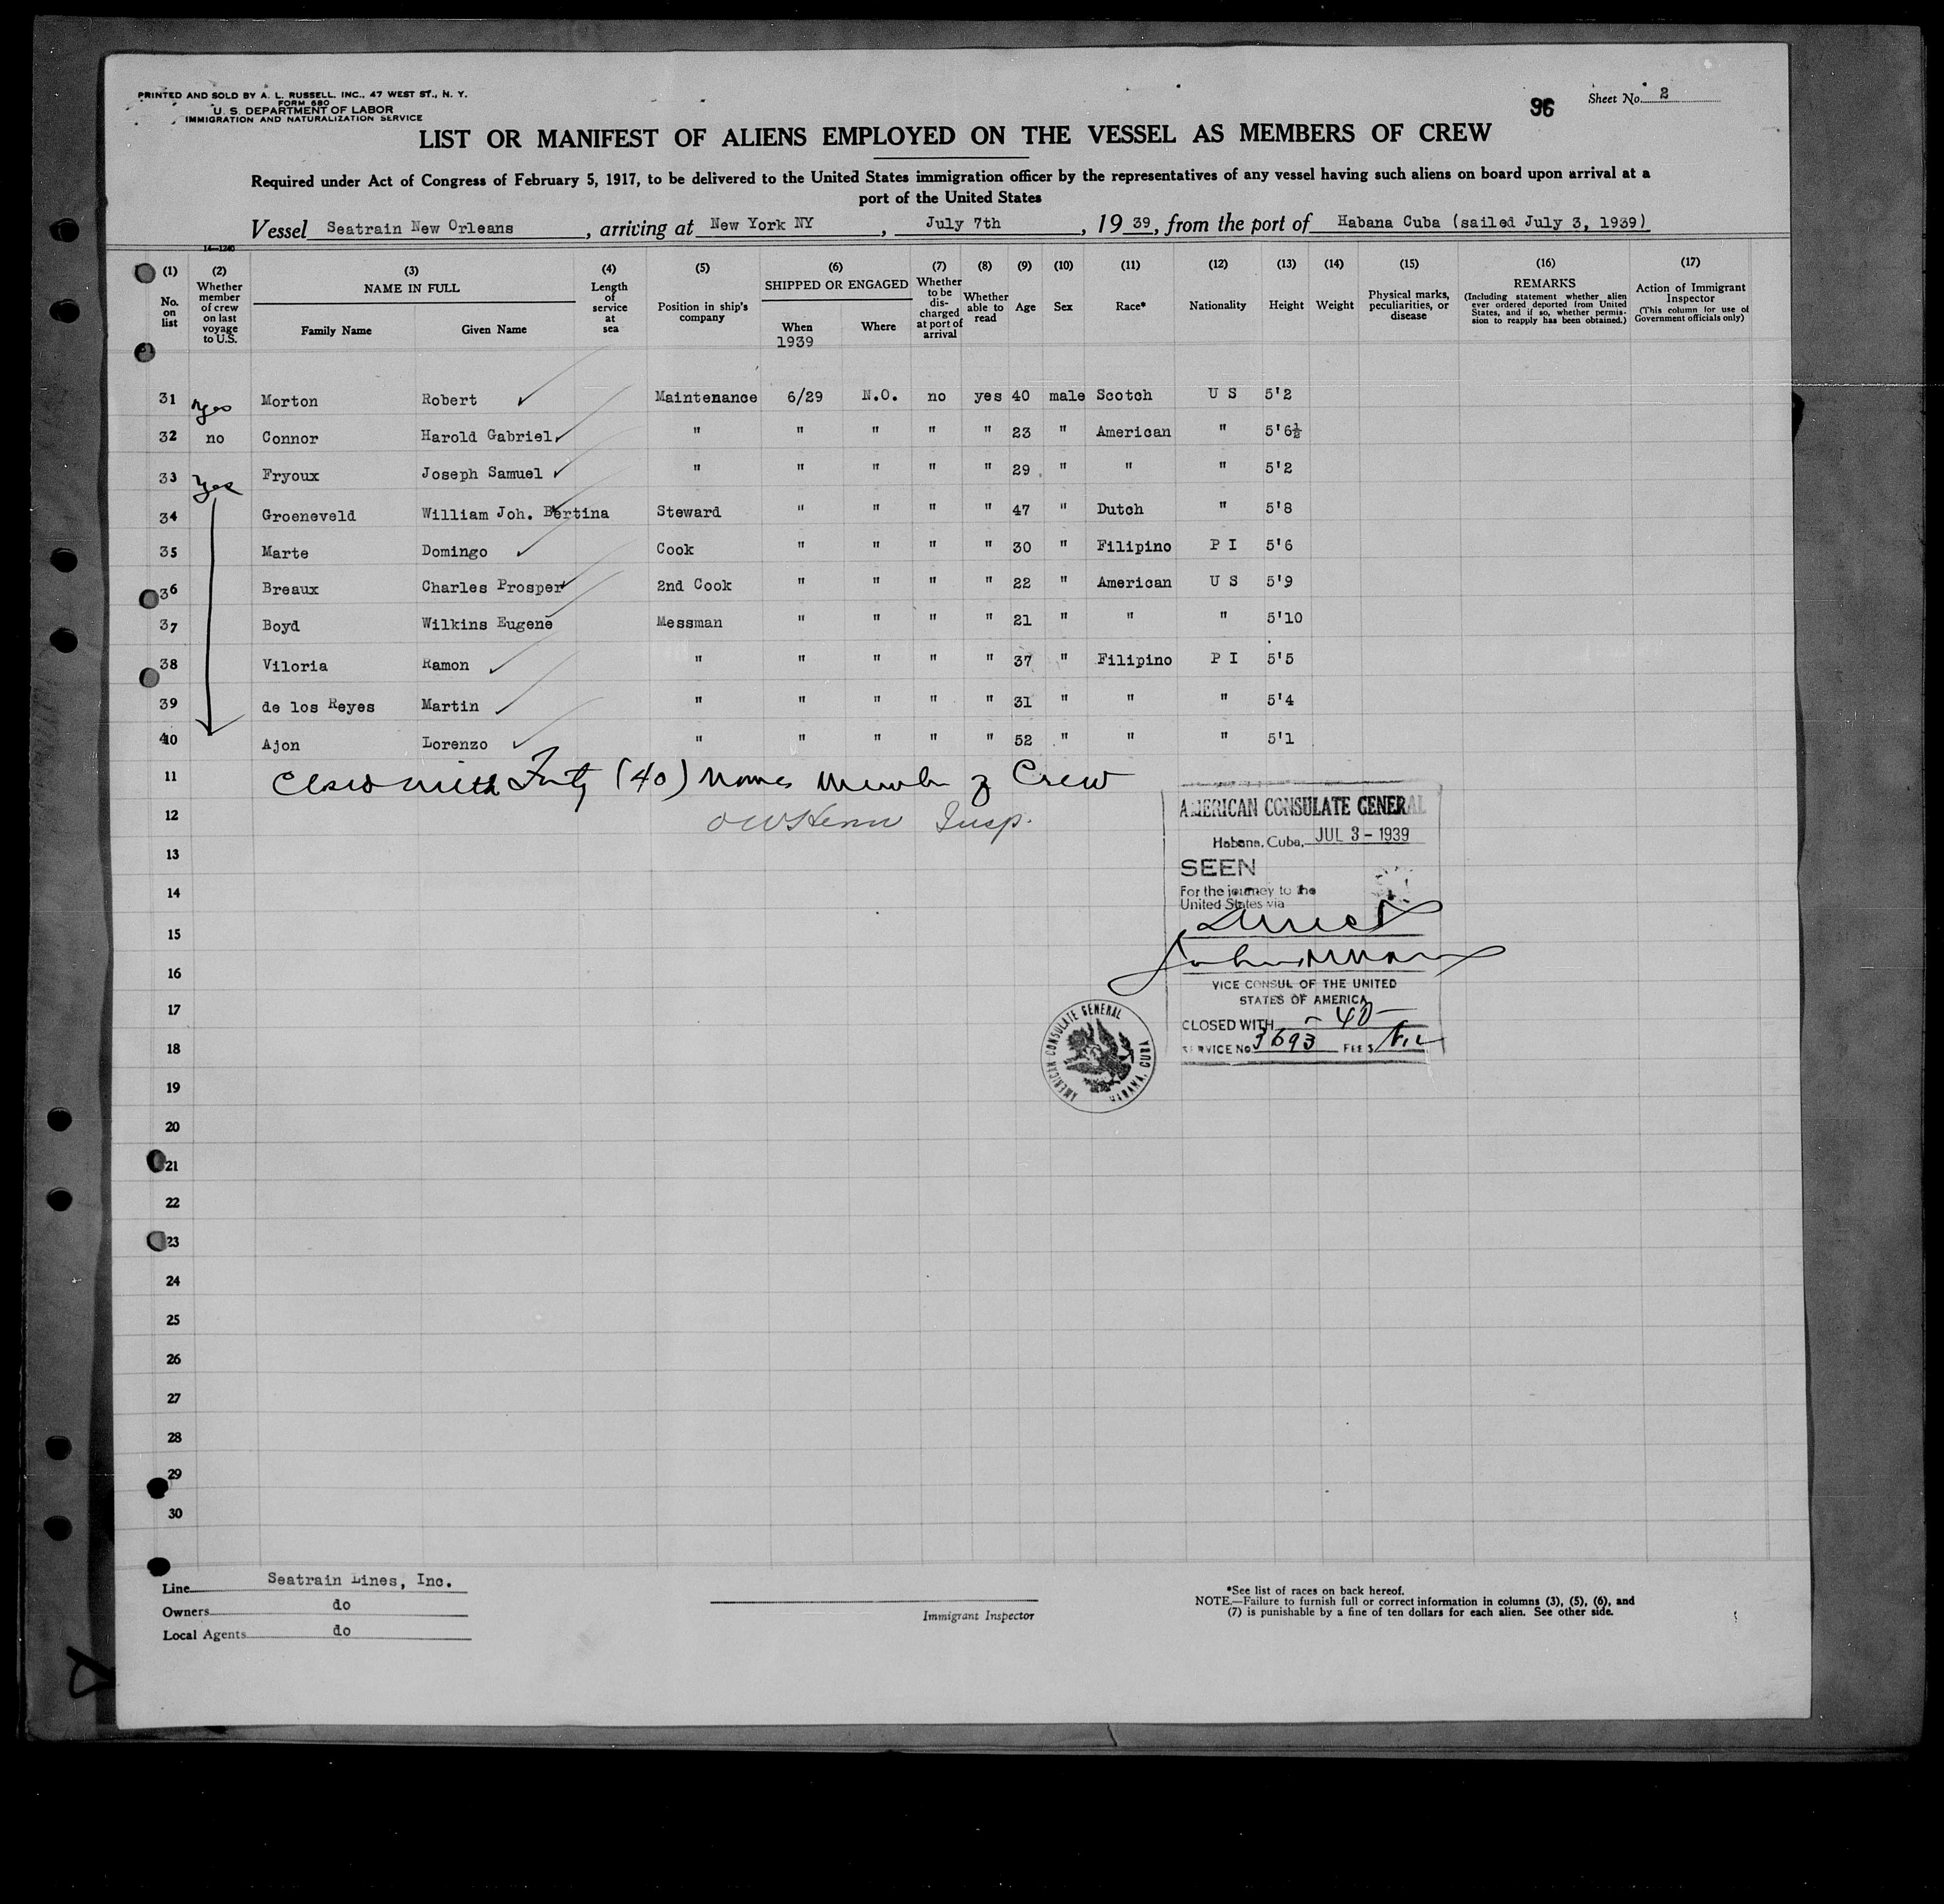 PRINTED AND SOLD BY A. L. RUSSELL, INC., 47 WEST ST., N. Y.
FORM 680
U. S. DEPARTMENT OF LABOR
IMMIGRATION AND NATURALIZATION SERVICE
96
Sheet No. 2
LIST OR MANIFEST OF ALIENS EMPLOYED ON THE VESSEL AS MEMBERS OF CREW
Required under Act of Congress of February 5, 1917, to be delivered to the United States immigration officer by the representatives of any vessel having such aliens on board upon arrival at a
port of the United States
Vessel Seatrain New Orleans, arriving at New York NY, July 7th, 19 39, from the port of Habana Cuba (sailed July 3, 1939)
14—1240
(1) (2) (3) (4) (5) (6) (7) (8) (9) (10) (11) (12) (13) (14) (15) (16) (17)
No. on list
Whether member of crew on last voyage to U.S.
NAME IN FULL
Family Name Given Name
Length of service at sea
Position in ship's company
SHIPPED OR ENGAGED
When Where
1939
Whether to be discharged at port of arrival
Whether able to read
Age
Sex
Race*
Nationality
Height
Weight
Physical marks, peculiarities, or disease
REMARKS
(Including statement whether alien ever ordered deported from United States, and if so, whether permission to reapply has been obtained.)
Action of Immigrant Inspector
(This column for use of Government officials only)
31 Yes Morton Robert Maintenance 6/29 N.O. no yes 40 male Scotch U S 5'2
32 no Connor Harold Gabriel " " " " " 23 " American " 5'6½
33 Yes Fryoux Joseph Samuel " " " " " 29 " " " 5'2
34 Groeneveld William Joh. Bertina Steward " " " " 47 " Dutch " 5'8
35 Marte Domingo Cook " " " " 30 " Filipino P I 5'6
36 Breaux Charles Prosper 2nd Cook " " " " 22 " American U S 5'9
37 Boyd Wilkins Eugene Messman " " " " 21 " " " 5'10
38 Viloria Ramon " " " " " 37 " Filipino P I 5'5
39 de los Reyes Martin " " " " " 31 " " " 5'4
40 Ajon Lorenzo " " " " " 52 " " " 5'1
11 Closed with Forty (40) Names Member of Crew
12 Insp.
13
14
15
16
17
18
19
20
21
22
23
24
25
26
27
28
29
30
AMERICAN CONSULATE GENERAL
Habana, Cuba, JUL 3 - 1939
SEEN
For the journey to the
United States via
Direct
VICE CONSUL OF THE UNITED
STATES OF AMERICA
CLOSED WITH - 40 -
SERVICE No 3693 FEE $ Nil
AMERICAN CONSULATE GENERAL
HAVANA, CUBA
Line Seatrain Lines, Inc.
Owners do
Local Agents do
Immigrant Inspector
*See list of races on back hereof.
NOTE.—Failure to furnish full or correct information in columns (3), (5), (6), and
(7) is punishable by a fine of ten dollars for each alien. See other side.